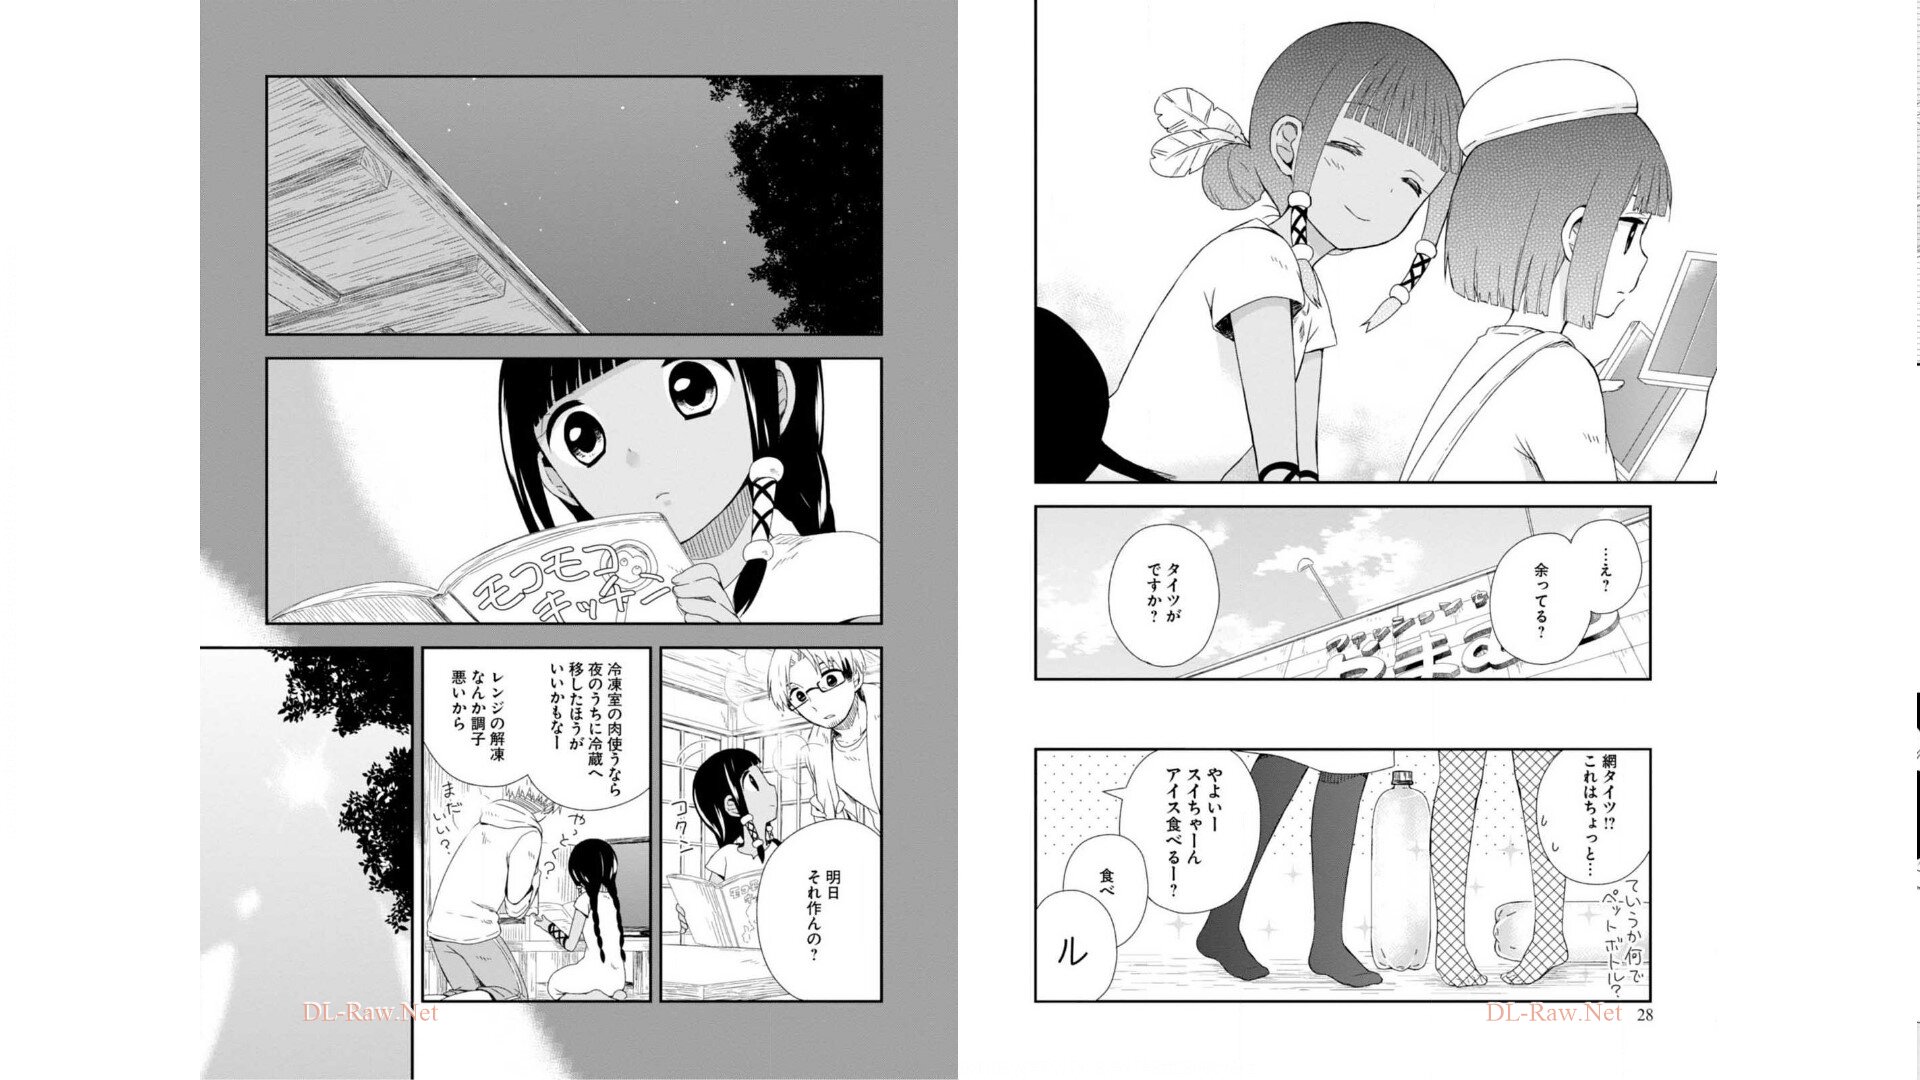 …え?
余ってる?
タイツが
ですか?
網タイツ!?
これはちょっと…
ていうか何で
ペットボトル?
やよいー
スイちゃーん
アイス食べるー?
食べ
ル
28
DL-Raw.Net
モコモコ
キッチン
明日
それ作んの?
コクン
モコモコ
冷凍室の肉使うなら
夜のうちに冷蔵へ
移したほうが
いいかもなー
レンジの解凍
なんか調子
悪いから
やっと?
まだいい?
DL-Raw.Net